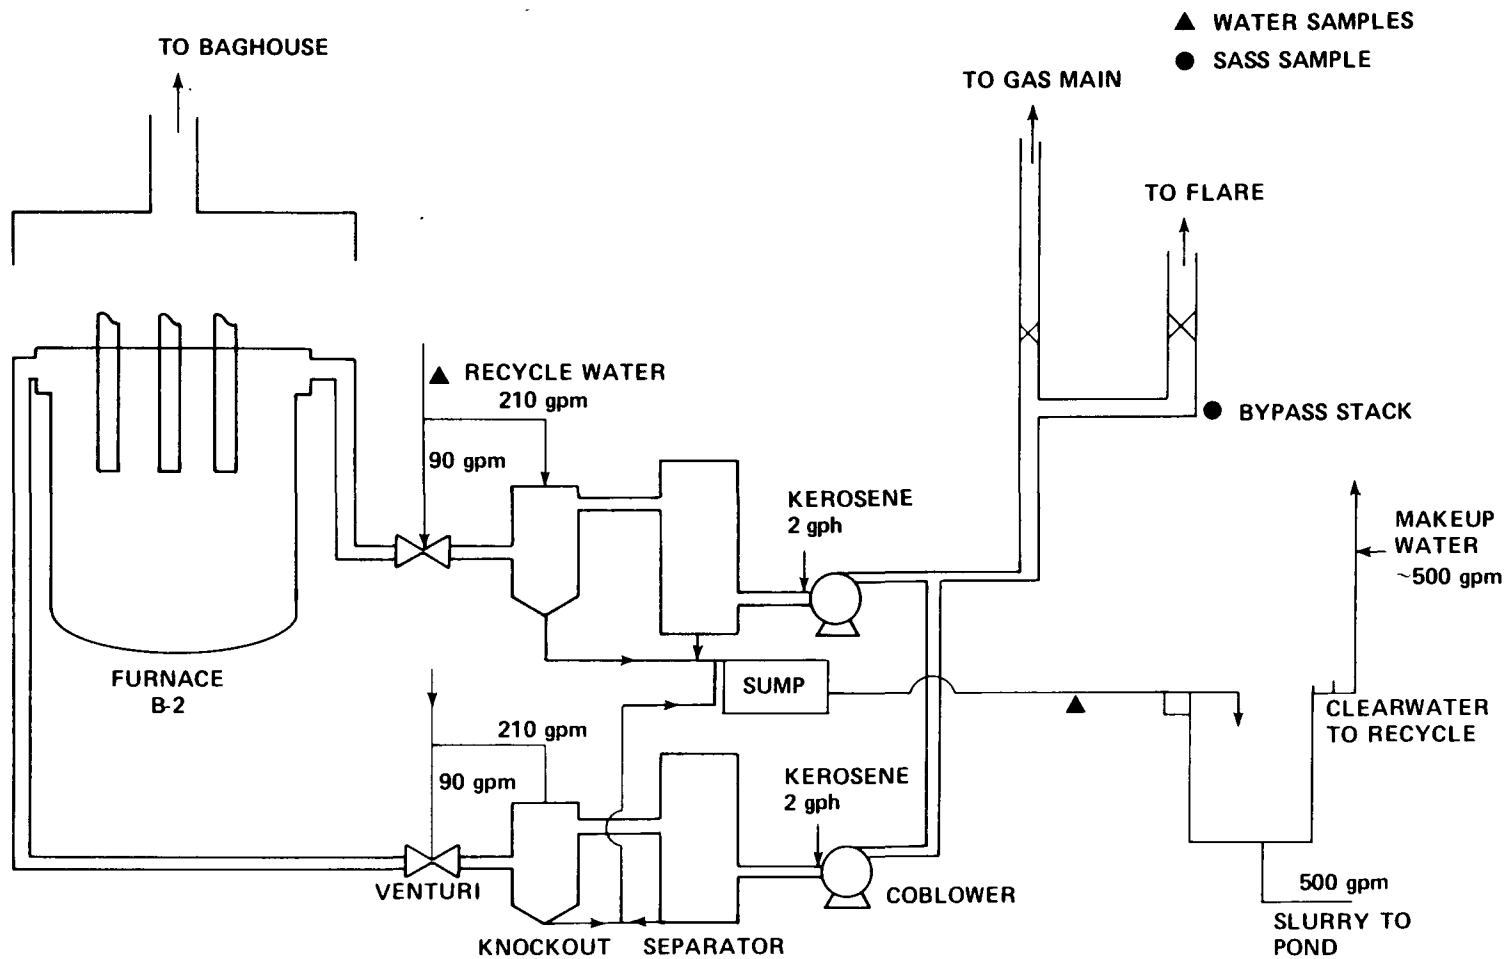 ▲ WATER SAMPLES
● SASS SAMPLE
TO BAGHOUSE
TO GAS MAIN
TO FLARE
▲ RECYCLE WATER
210 gpm
90 gpm
● BYPASS STACK
KEROSENE
2 gph
MAKEUP
WATER
~500 gpm
FURNACE
B-2
SUMP
CLEARWATER
TO RECYCLE
210 gpm
90 gpm
KEROSENE
2 gph
VENTURI
COBLOWER
500 gpm
KNOCKOUT
SEPARATOR
SLURRY TO
POND